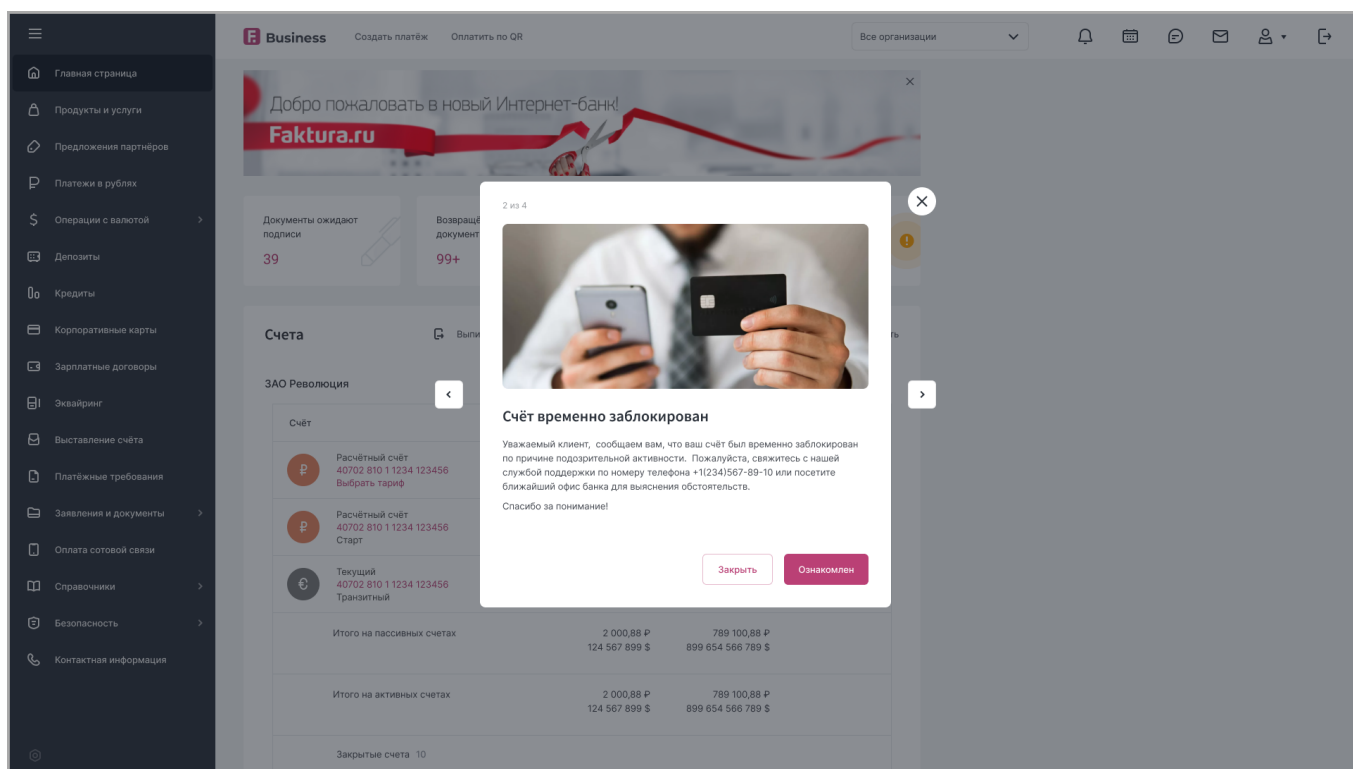 Business
Создать платёж
Оплатить по QR
Все организации
Главная страница
Продукты и услуги
Предложения партнёров
Платежи в рублях
Операции с валютой
Депозиты
Кредиты
Корпоративные карты
Зарплатные договоры
Эквайринг
Выставление счёта
Платёжные требования
Заявления и документы
Оплата сотовой связи
Справочники
Безопасность
Контактная информация
Добро пожаловать в новый Интернет-банк!
Faktura.ru
Документы ожидают
подписи
39
99+
Счета
ЗАО Революция
Счёт
Расчётный счёт
40702 810 1 1234 123456
Выбрать тариф
Расчётный счёт
40702 810 1 1234 123456
Старт
Текущий
40702 810 1 1234 123456
Транзитный
Итого на пассивных счетах
2 000,88 ₽
789 100,88 ₽
124 567 899 $
899 654 566 789 $
Итого на активных счетах
2 000,88 ₽
789 100,88 ₽
124 567 899 $
899 654 566 789 $
Закрытые счета 10
2 из 4
Счёт временно заблокирован
Уважаемый клиент, сообщаем вам, что ваш счёт был временно заблокирован
по причине подозрительной активности. Пожалуйста, свяжитесь с нашей
службой поддержки по номеру телефона +1(234)567-89-10 или посетите
ближайший офис банка для выяснения обстоятельств.
Спасибо за понимание!
Закрыть
Ознакомлен